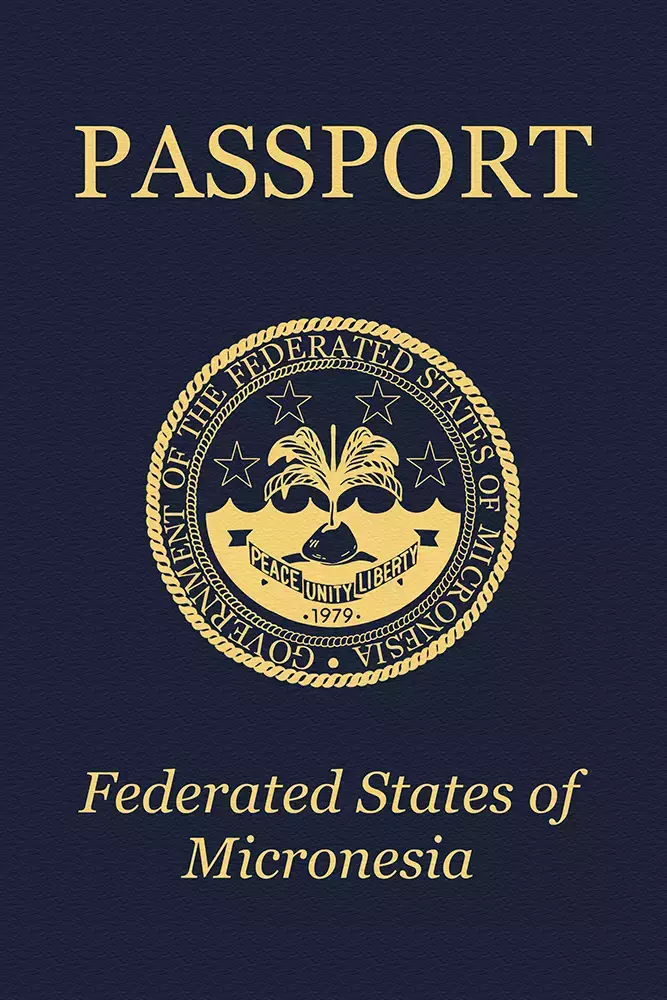 PASSPORT
GOVERNMENT OF THE FEDERATED STATES OF MICRONESIA
PEACE UNITY LIBERTY
•1979•
Federated States of
Micronesia